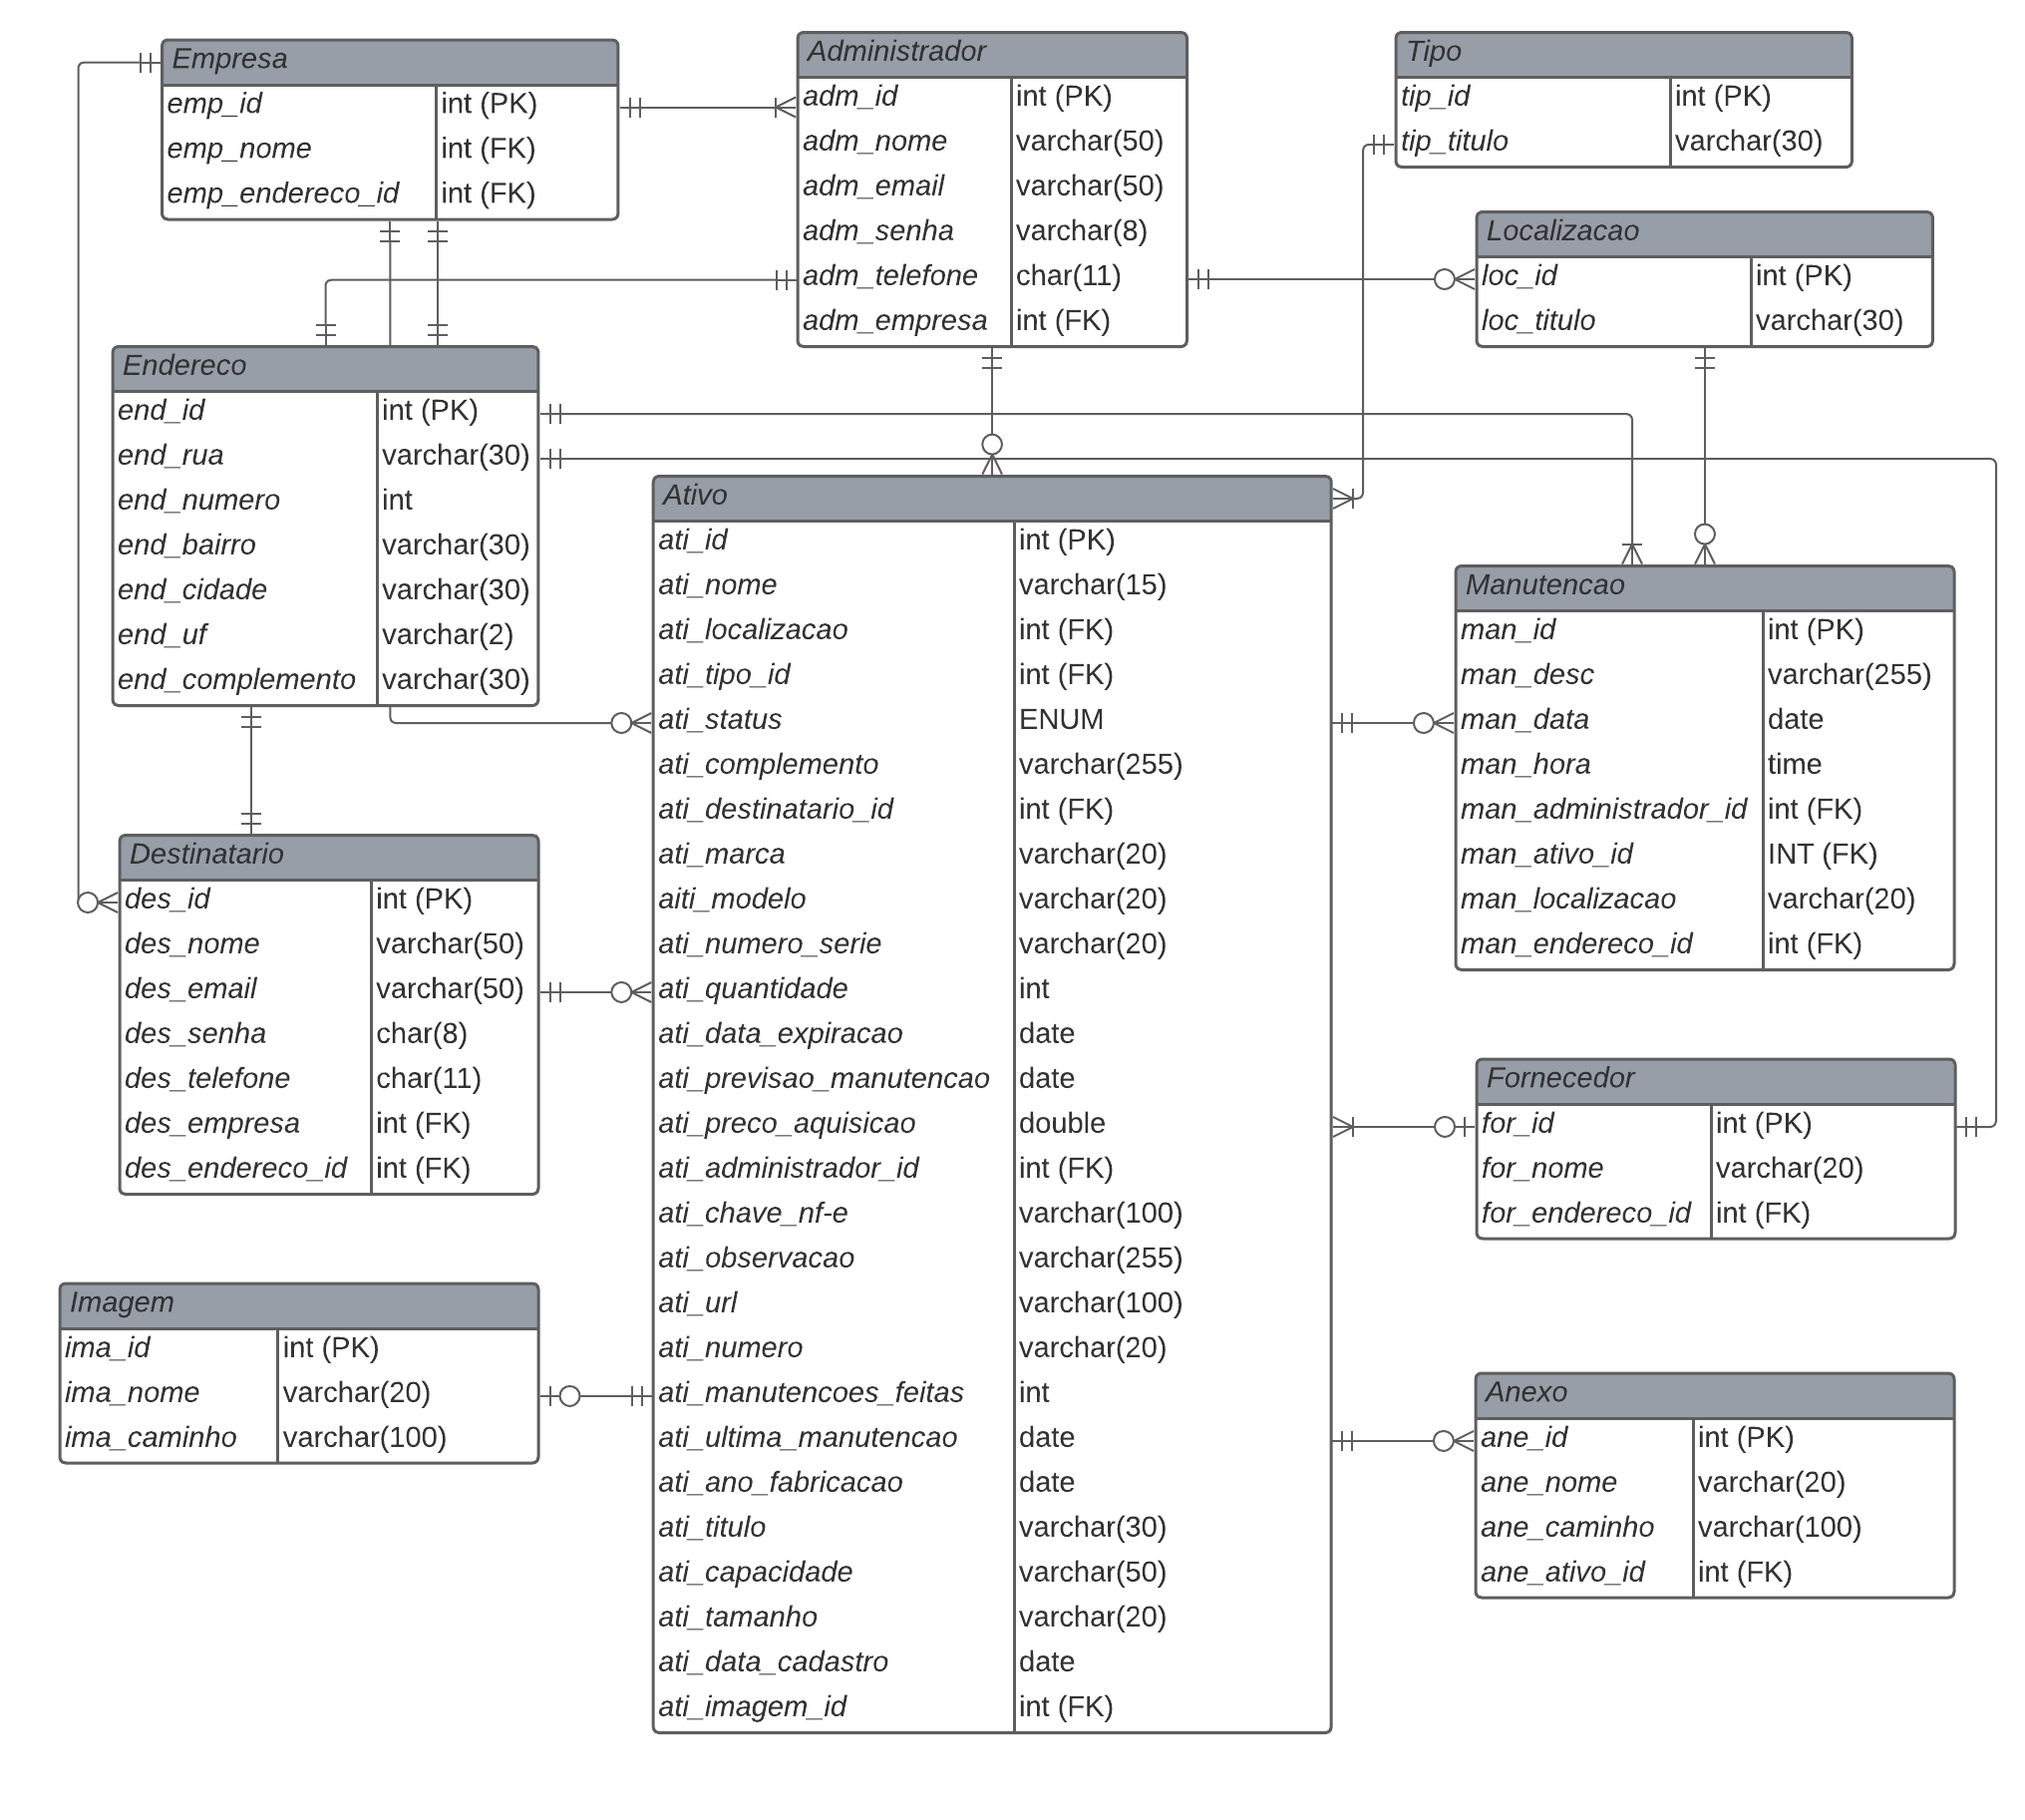 Empresa
emp_id int (PK)
emp_nome int (FK)
emp_endereco_id int (FK)
Administrador
adm_id int (PK)
adm_nome varchar(50)
adm_email varchar(50)
adm_senha varchar(8)
adm_telefone char(11)
adm_empresa int (FK)
Tipo
tip_id int (PK)
tip_titulo varchar(30)
Localizacao
loc_id int (PK)
loc_titulo varchar(30)
Endereco
end_id int (PK)
end_rua varchar(30)
end_numero int
end_bairro varchar(30)
end_cidade varchar(30)
end_uf varchar(2)
end_complemento varchar(30)
Ativo
ati_id int (PK)
ati_nome varchar(15)
ati_localizacao int (FK)
ati_tipo_id int (FK)
ati_status ENUM
ati_complemento varchar(255)
ati_destinatario_id int (FK)
ati_marca varchar(20)
aiti_modelo varchar(20)
ati_numero_serie varchar(20)
ati_quantidade int
ati_data_expiracao date
ati_previsao_manutencao date
ati_preco_aquisicao double
ati_administrador_id int (FK)
ati_chave_nf-e varchar(100)
ati_observacao varchar(255)
ati_url varchar(100)
ati_numero varchar(20)
ati_manutencoes_feitas int
ati_ultima_manutencao date
ati_ano_fabricacao date
ati_titulo varchar(30)
ati_capacidade varchar(50)
ati_tamanho varchar(20)
ati_data_cadastro date
ati_imagem_id int (FK)
Manutencao
man_id int (PK)
man_desc varchar(255)
man_data date
man_hora time
man_administrador_id int (FK)
man_ativo_id INT (FK)
man_localizacao varchar(20)
man_endereco_id int (FK)
Destinatario
des_id int (PK)
des_nome varchar(50)
des_email varchar(50)
des_senha char(8)
des_telefone char(11)
des_empresa int (FK)
des_endereco_id int (FK)
Fornecedor
for_id int (PK)
for_nome varchar(20)
for_endereco_id int (FK)
Imagem
ima_id int (PK)
ima_nome varchar(20)
ima_caminho varchar(100)
Anexo
ane_id int (PK)
ane_nome varchar(20)
ane_caminho varchar(100)
ane_ativo_id int (FK)